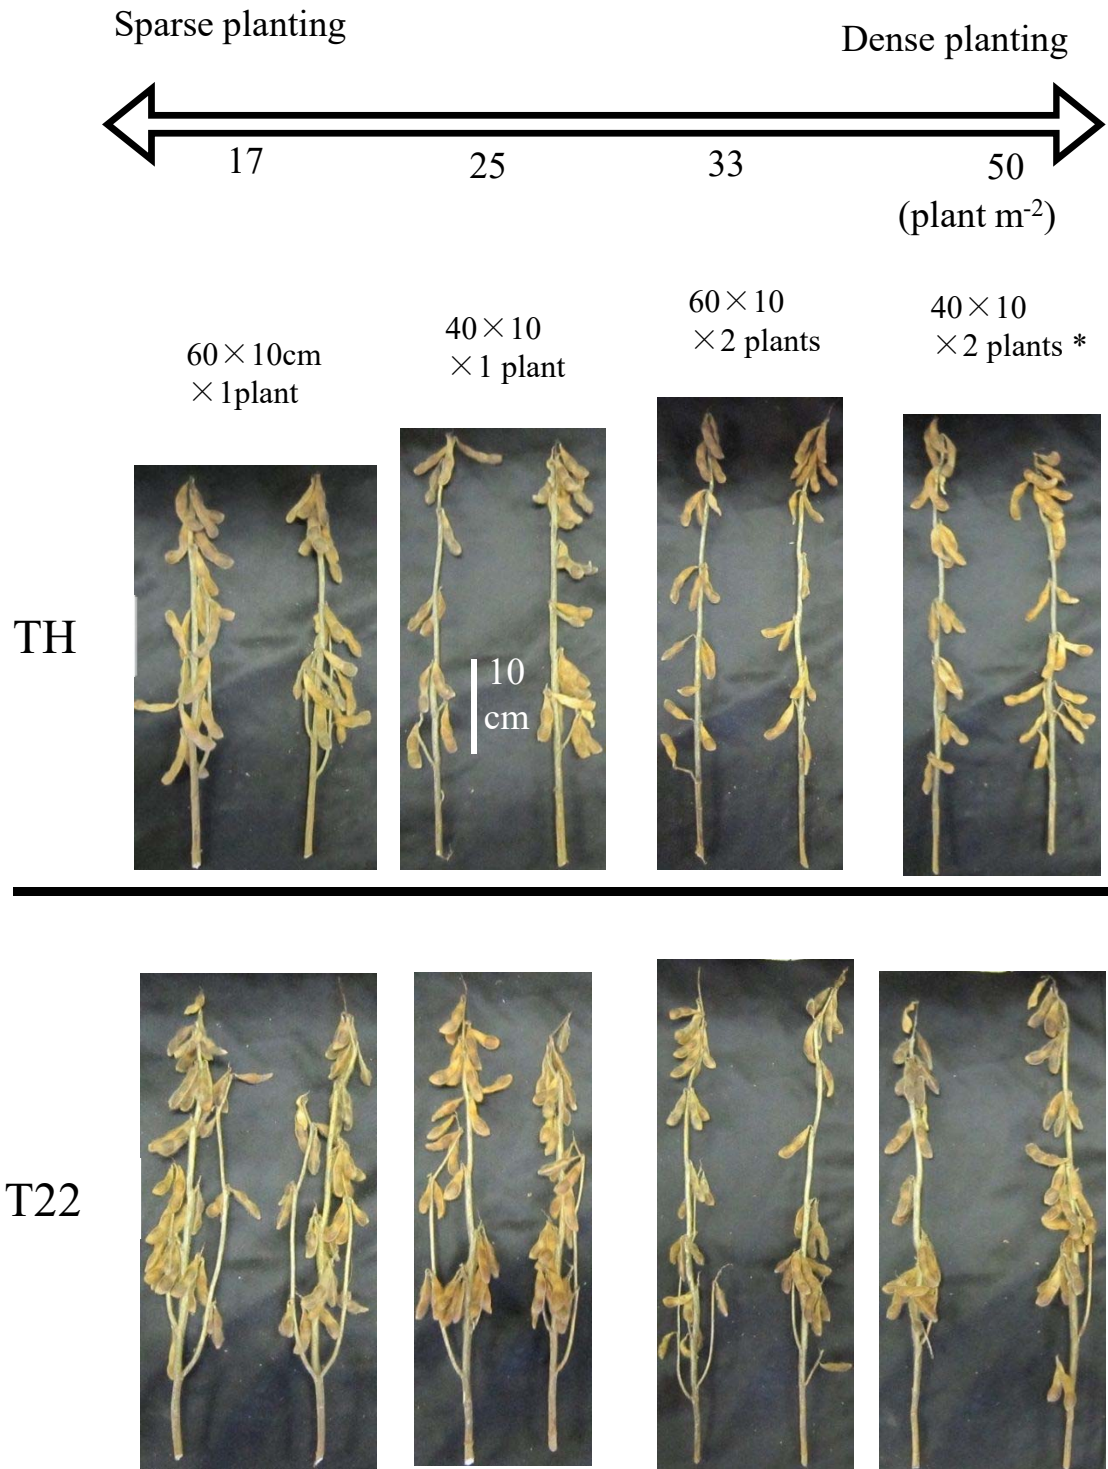 Sparse planting
Dense planting
17
25
33
50
(plant m-2)
60×10cm
×1plant
40×10
×1 plant
60×10
×2 plants
40×10
×2 plants *
TH
10
cm
T22